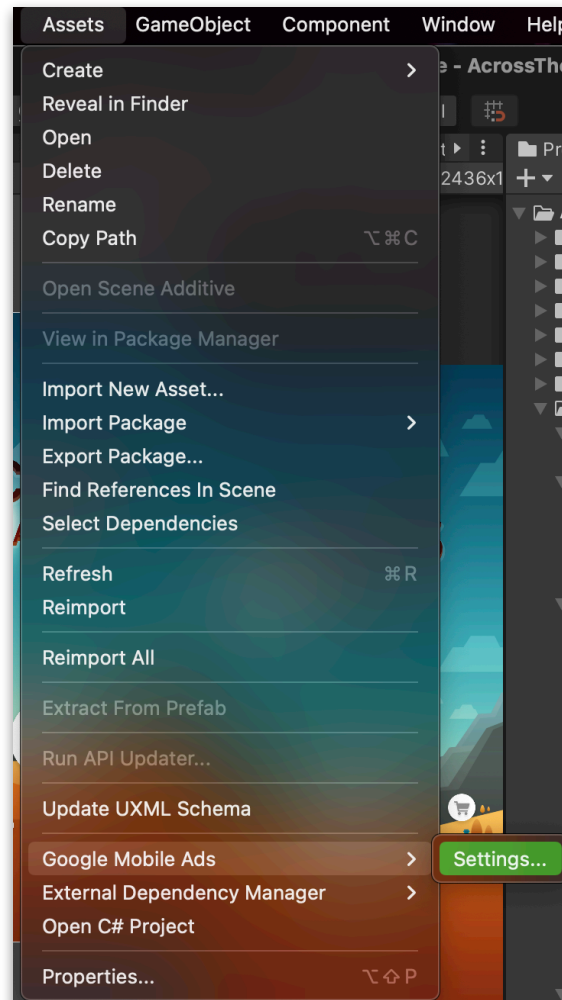 Assets GameObject Component Window Help
Create
e - AcrossTh
Reveal in Finder
Open
Pr
Delete
2436x1
Rename
Copy Path ⌥⌘C
Open Scene Additive
View in Package Manager
Import New Asset...
Import Package
Export Package...
Find References In Scene
Select Dependencies
Refresh ⌘R
Reimport
Reimport All
Extract From Prefab
Run API Updater...
Update UXML Schema
Google Mobile Ads Settings...
External Dependency Manager
Open C# Project
Properties... ⌥⇧P